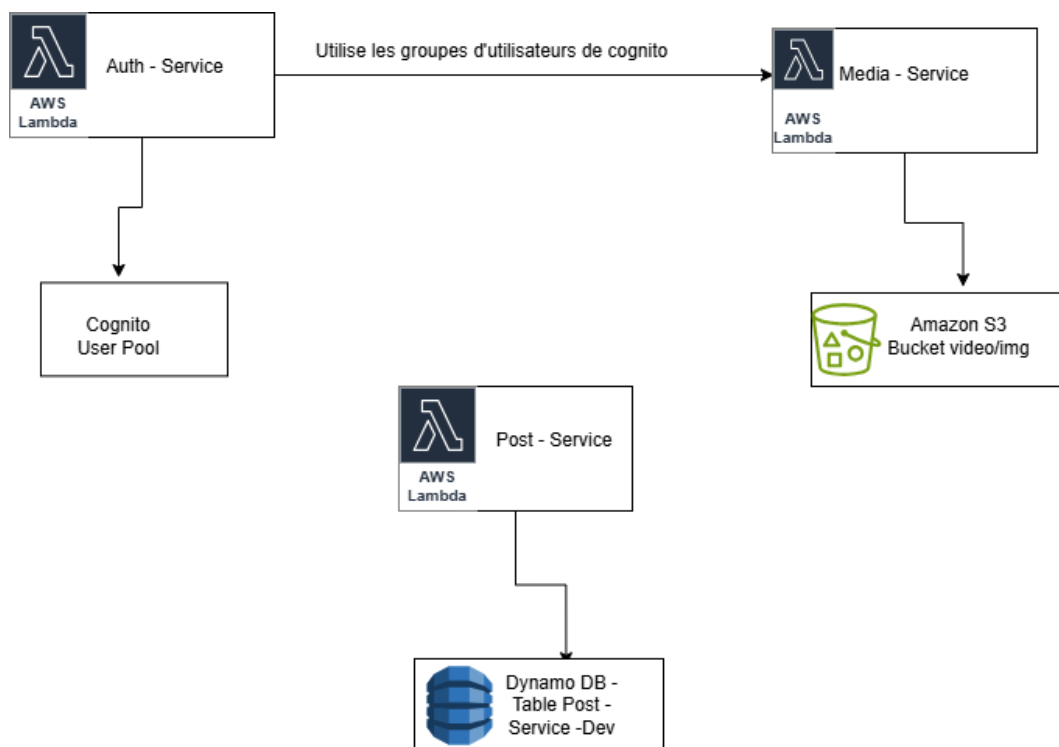 Utilise les groupes d'utilisateurs de cognito
Auth - Service
AWS
Lambda
Media - Service
AWS
Lambda
Cognito
User Pool
Amazon S3
Bucket video/img
Post - Service
AWS
Lambda
Dynamo DB -
Table Post -
Service -Dev